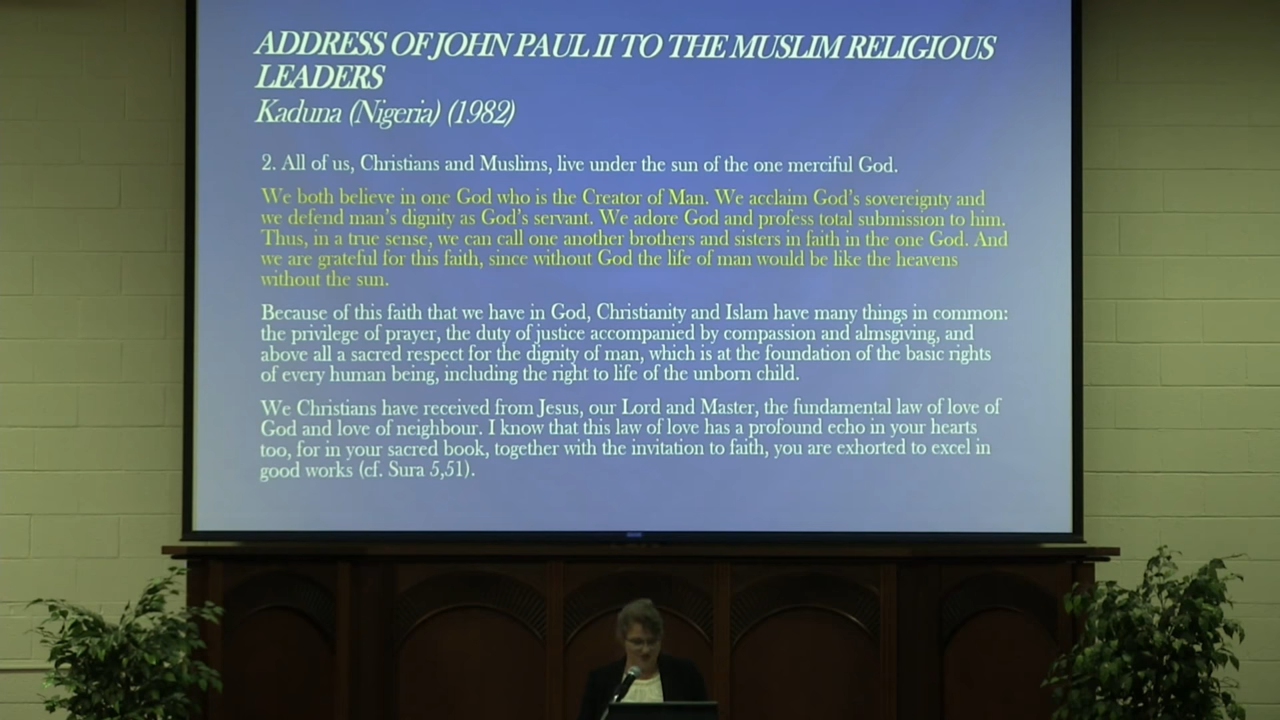 ADDRESS OF JOHN PAUL II TO THE MUSLIM RELIGIOUS
LEADERS
Kaduna (Nigeria) (1982)
2. All of us, Christians and Muslims, live under the sun of the one merciful God.
We both believe in one God who is the Creator of Man. We acclaim God's sovereignty and
we defend man's dignity as God's servant. We adore God and profess total submission to him.
Thus, in a true sense, we can call one another brothers and sisters in faith in the one God. And
we are grateful for this faith, since without God the life of man would be like the heavens
without the sun.
Because of this faith that we have in God, Christianity and Islam have many things in common:
the privilege of prayer, the duty of justice accompanied by compassion and almsgiving, and
above all a sacred respect for the dignity of man, which is at the foundation of the basic rights
of every human being, including the right to life of the unborn child.
We Christians have received from Jesus, our Lord and Master, the fundamental law of love of
God and love of neighbour. I know that this law of love has a profound echo in your hearts
too, for in your sacred book, together with the invitation to faith, you are exhorted to excel in
good works (cf. Sura 5,51).